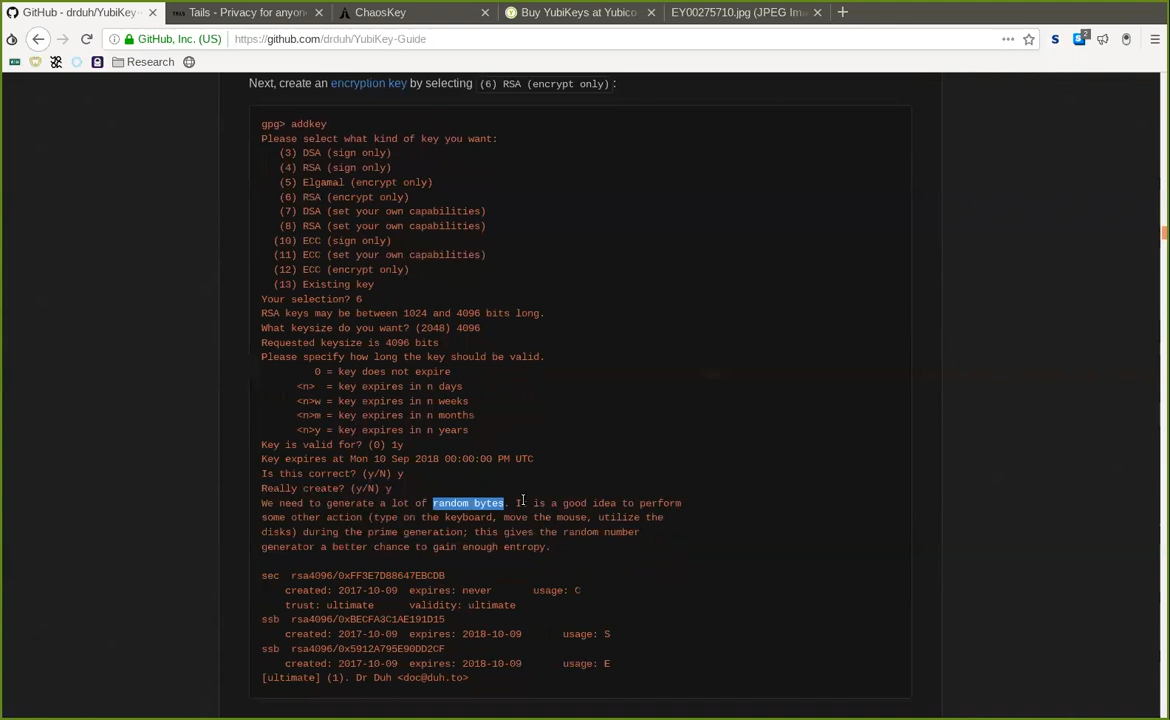 GitHub - drduh/YubiKey-
Tails - Privacy for anyon
ChaosKey
Buy YubiKeys at Yubico
EY00275710.jpg (JPEG Im
GitHub, Inc. (US)
https://github.com/drduh/YubiKey-Guide
2
Research
Next, create an encryption key by selecting (6) RSA (encrypt only):
gpg> addkey
Please select what kind of key you want:
(3) DSA (sign only)
(4) RSA (sign only)
(5) Elgamal (encrypt only)
(6) RSA (encrypt only)
(7) DSA (set your own capabilities)
(8) RSA (set your own capabilities)
(10) ECC (sign only)
(11) ECC (set your own capabilities)
(12) ECC (encrypt only)
(13) Existing key
Your selection? 6
RSA keys may be between 1024 and 4096 bits long.
What keysize do you want? (2048) 4096
Requested keysize is 4096 bits
Please specify how long the key should be valid.
0 = key does not expire
<n> = key expires in n days
<n>w = key expires in n weeks
<n>m = key expires in n months
<n>y = key expires in n years
Key is valid for? (0) 1y
Key expires at Mon 10 Sep 2018 00:00:00 PM UTC
Is this correct? (y/N) y
Really create? (y/N) y
We need to generate a lot of random bytes. It is a good idea to perform
some other action (type on the keyboard, move the mouse, utilize the
disks) during the prime generation; this gives the random number
generator a better chance to gain enough entropy.
sec rsa4096/0xFF3E7D88647EBCDB
created: 2017-10-09 expires: never usage: C
trust: ultimate validity: ultimate
ssb rsa4096/0xBECFA3C1AE191D15
created: 2017-10-09 expires: 2018-10-09 usage: S
ssb rsa4096/0x5912A795E90DD2CF
created: 2017-10-09 expires: 2018-10-09 usage: E
[ultimate] (1). Dr Duh <doc@duh.to>